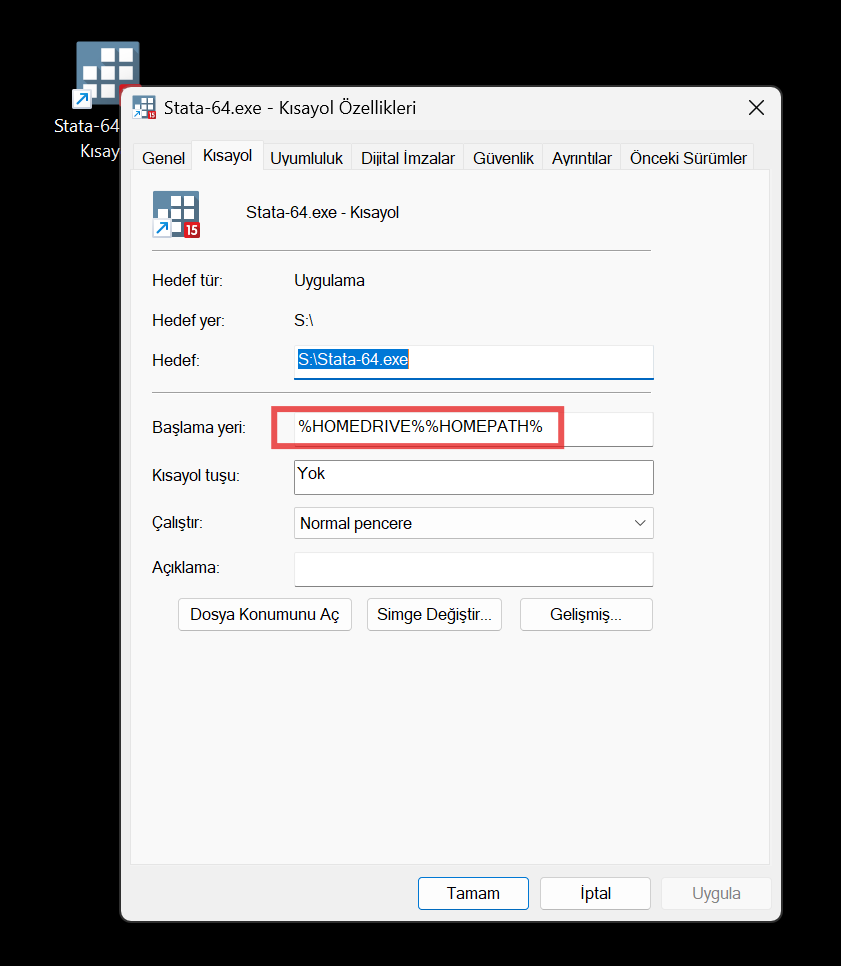 Stata-64
Kısay
Stata-64.exe - Kısayol Özellikleri
Genel Kısayol Uyumluluk Dijital İmzalar Güvenlik Ayrıntılar Önceki Sürümler
15
Stata-64.exe - Kısayol
Hedef tür: Uygulama
Hedef yer: S:\
Hedef: S:\Stata-64.exe
Başlama yeri: %HOMEDRIVE%%HOMEPATH%
Kısayol tuşu: Yok
Çalıştır: Normal pencere
Açıklama:
Dosya Konumunu Aç Simge Değiştir... Gelişmiş...
Tamam İptal Uygula